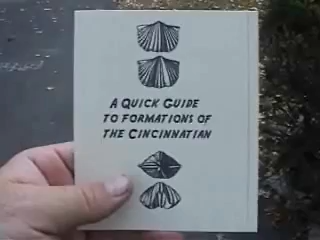 A QUICK GUIDE
TO FORMATIONS OF
THE CINCINNATIAN